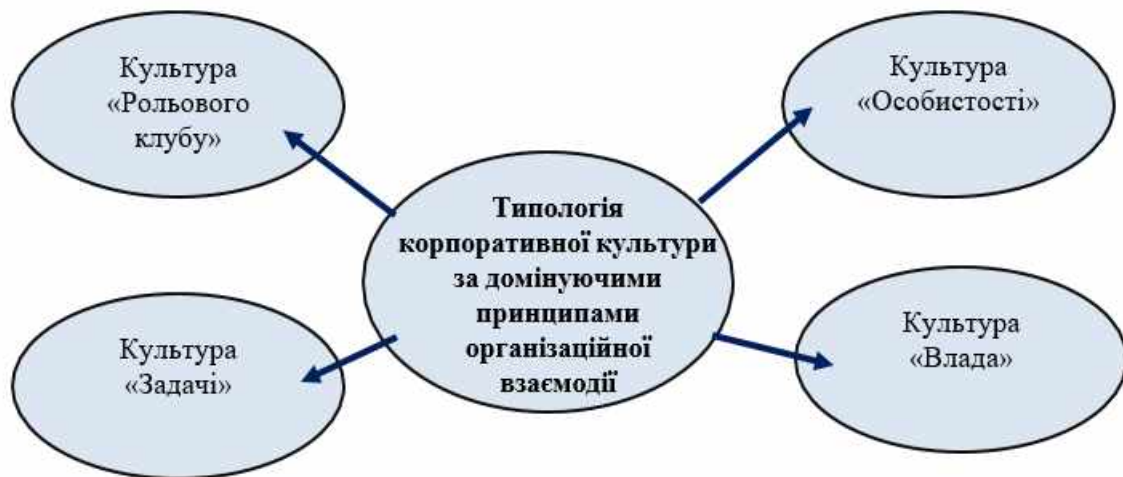 Культура
«Рольового
клубу»
Культура
«Особистості»
Типологія
корпоративної культури
за домінуючими
принципами
організаційної
взаємодії
Культура
«Задачі»
Культура
«Влада»